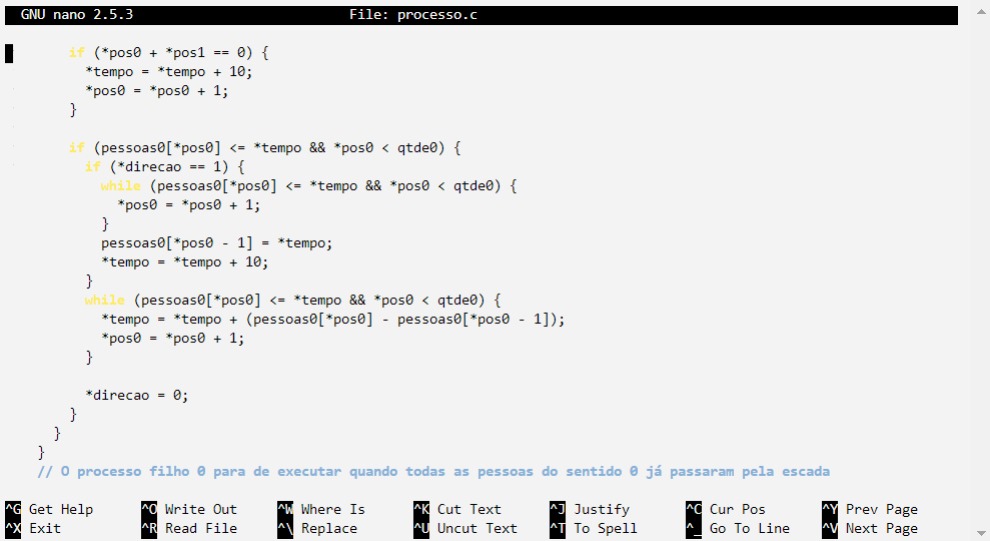 GNU nano 2.5.3 File: processo.c
if (*pos0 + *pos1 == 0) {
*tempo = *tempo + 10;
*pos0 = *pos0 + 1;
}
if (pessoas0[*pos0] <= *tempo && *pos0 < qtde0) {
if (*direcao == 1) {
while (pessoas0[*pos0] <= *tempo && *pos0 < qtde0) {
*pos0 = *pos0 + 1;
}
pessoas0[*pos0 - 1] = *tempo;
*tempo = *tempo + 10;
}
while (pessoas0[*pos0] <= *tempo && *pos0 < qtde0) {
*tempo = *tempo + (pessoas0[*pos0] - pessoas0[*pos0 - 1]);
*pos0 = *pos0 + 1;
}
*direcao = 0;
}
}
}
// O processo filho 0 para de executar quando todas as pessoas do sentido 0 já passaram pela escada
^G Get Help ^O Write Out ^W Where Is ^K Cut Text ^J Justify ^C Cur Pos ^Y Prev Page
^X Exit ^R Read File ^\ Replace ^U Uncut Text ^T To Spell ^_ Go To Line ^V Next Page